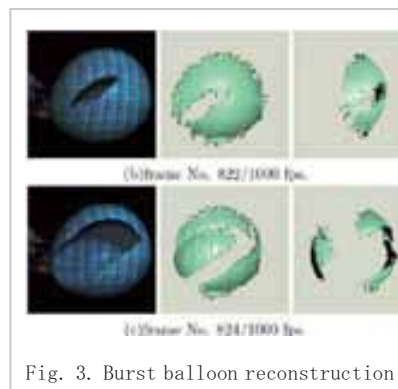 (b)frame No. 822/1000 fps.
(c)frame No. 824/1000 fps.
Fig. 3. Burst balloon reconstruction